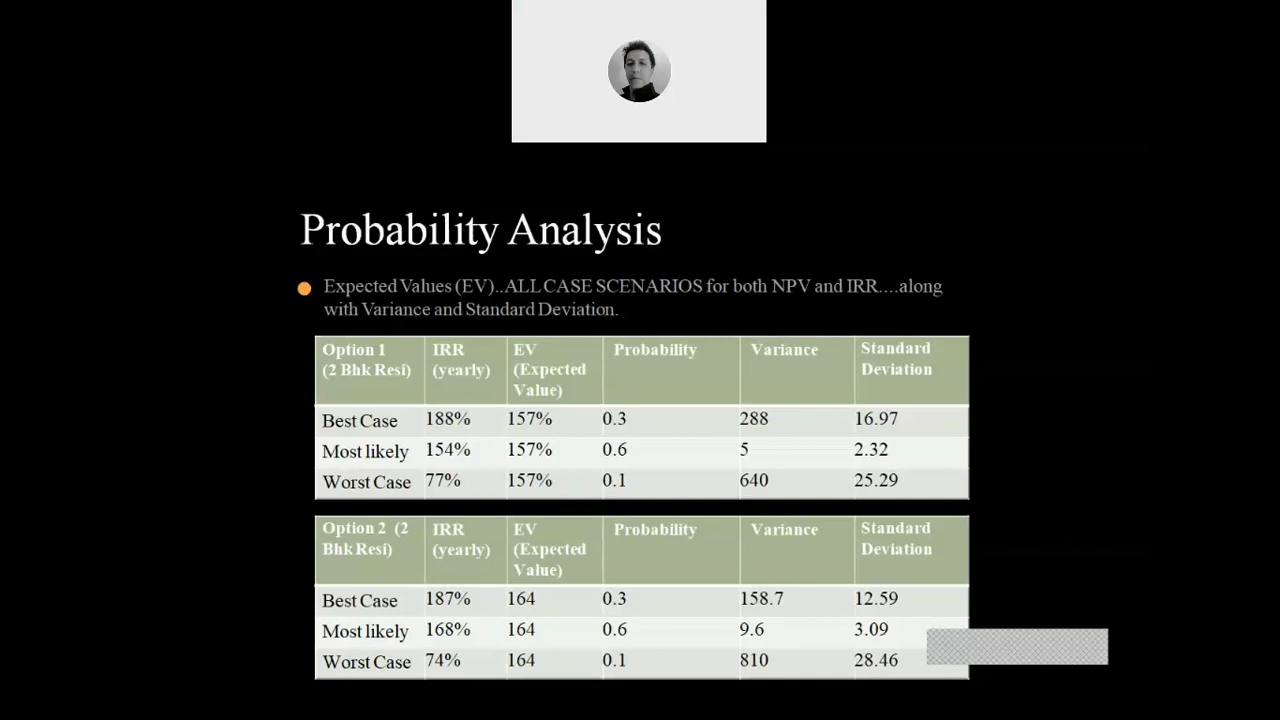 Probability Analysis
Expected Values (EV)..ALL CASE SCENARIOS for both NPV and IRR....along
with Variance and Standard Deviation.
Option 1 (2 Bhk Resi) IRR (yearly) EV (Expected Value) Probability Variance Standard Deviation
Best Case 188% 157% 0.3 288 16.97
Most likely 154% 157% 0.6 5 2.32
Worst Case 77% 157% 0.1 640 25.29
Option 2 (2 Bhk Resi) IRR (yearly) EV (Expected Value) Probability Variance Standard Deviation
Best Case 187% 164 0.3 158.7 12.59
Most likely 168% 164 0.6 9.6 3.09
Worst Case 74% 164 0.1 810 28.46